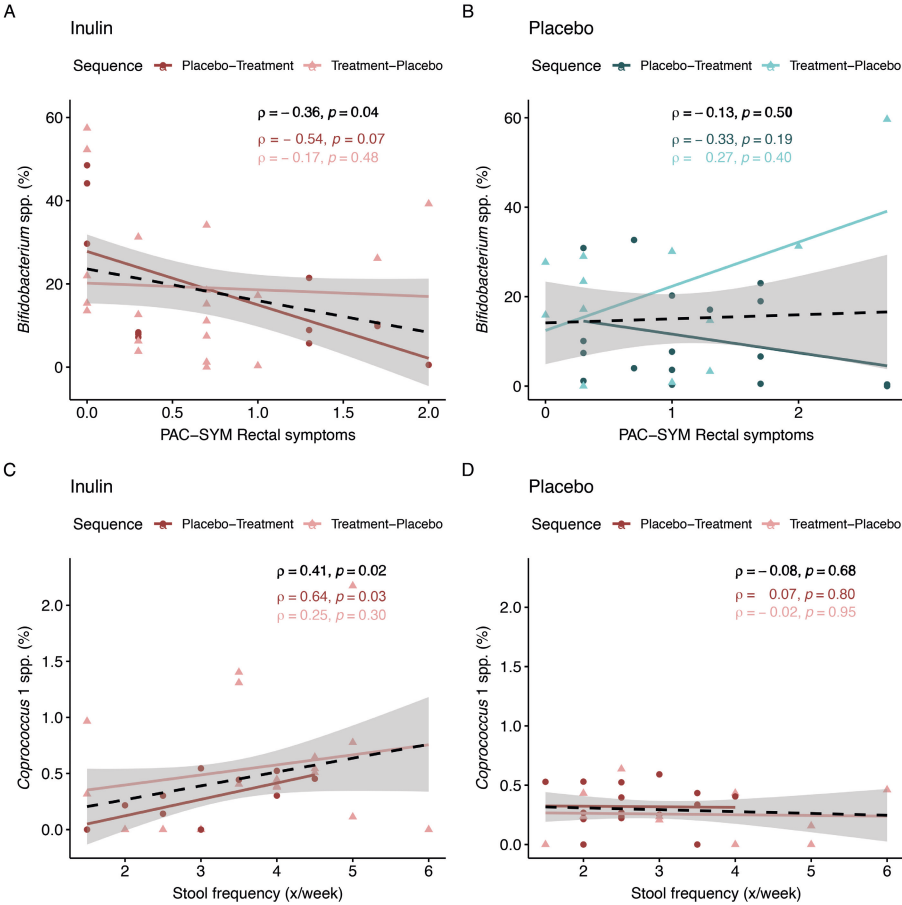 A
Inulin
Sequence Placebo–Treatment Treatment–Placebo
ρ = − 0.36, p = 0.04
ρ = − 0.54, p = 0.07
ρ = − 0.17, p = 0.48
60
40
20
0
Bifidobacterium spp. (%)
0.0 0.5 1.0 1.5 2.0
PAC−SYM Rectal symptoms
B
Placebo
Sequence Placebo–Treatment Treatment–Placebo
ρ = − 0.13, p = 0.50
ρ = − 0.33, p = 0.19
ρ = 0.27, p = 0.40
60
40
20
0
Bifidobacterium spp. (%)
0 1 2
PAC−SYM Rectal symptoms
C
Inulin
Sequence Placebo–Treatment Treatment–Placebo
ρ = 0.41, p = 0.02
ρ = 0.64, p = 0.03
ρ = 0.25, p = 0.30
2.0
1.5
1.0
0.5
0.0
Coprococcus 1 spp. (%)
2 3 4 5 6
Stool frequency (x/week)
D
Placebo
Sequence Placebo–Treatment Treatment–Placebo
ρ = − 0.08, p = 0.68
ρ = 0.07, p = 0.80
ρ = − 0.02, p = 0.95
2.0
1.5
1.0
0.5
0.0
Coprococcus 1 spp. (%)
2 3 4 5 6
Stool frequency (x/week)